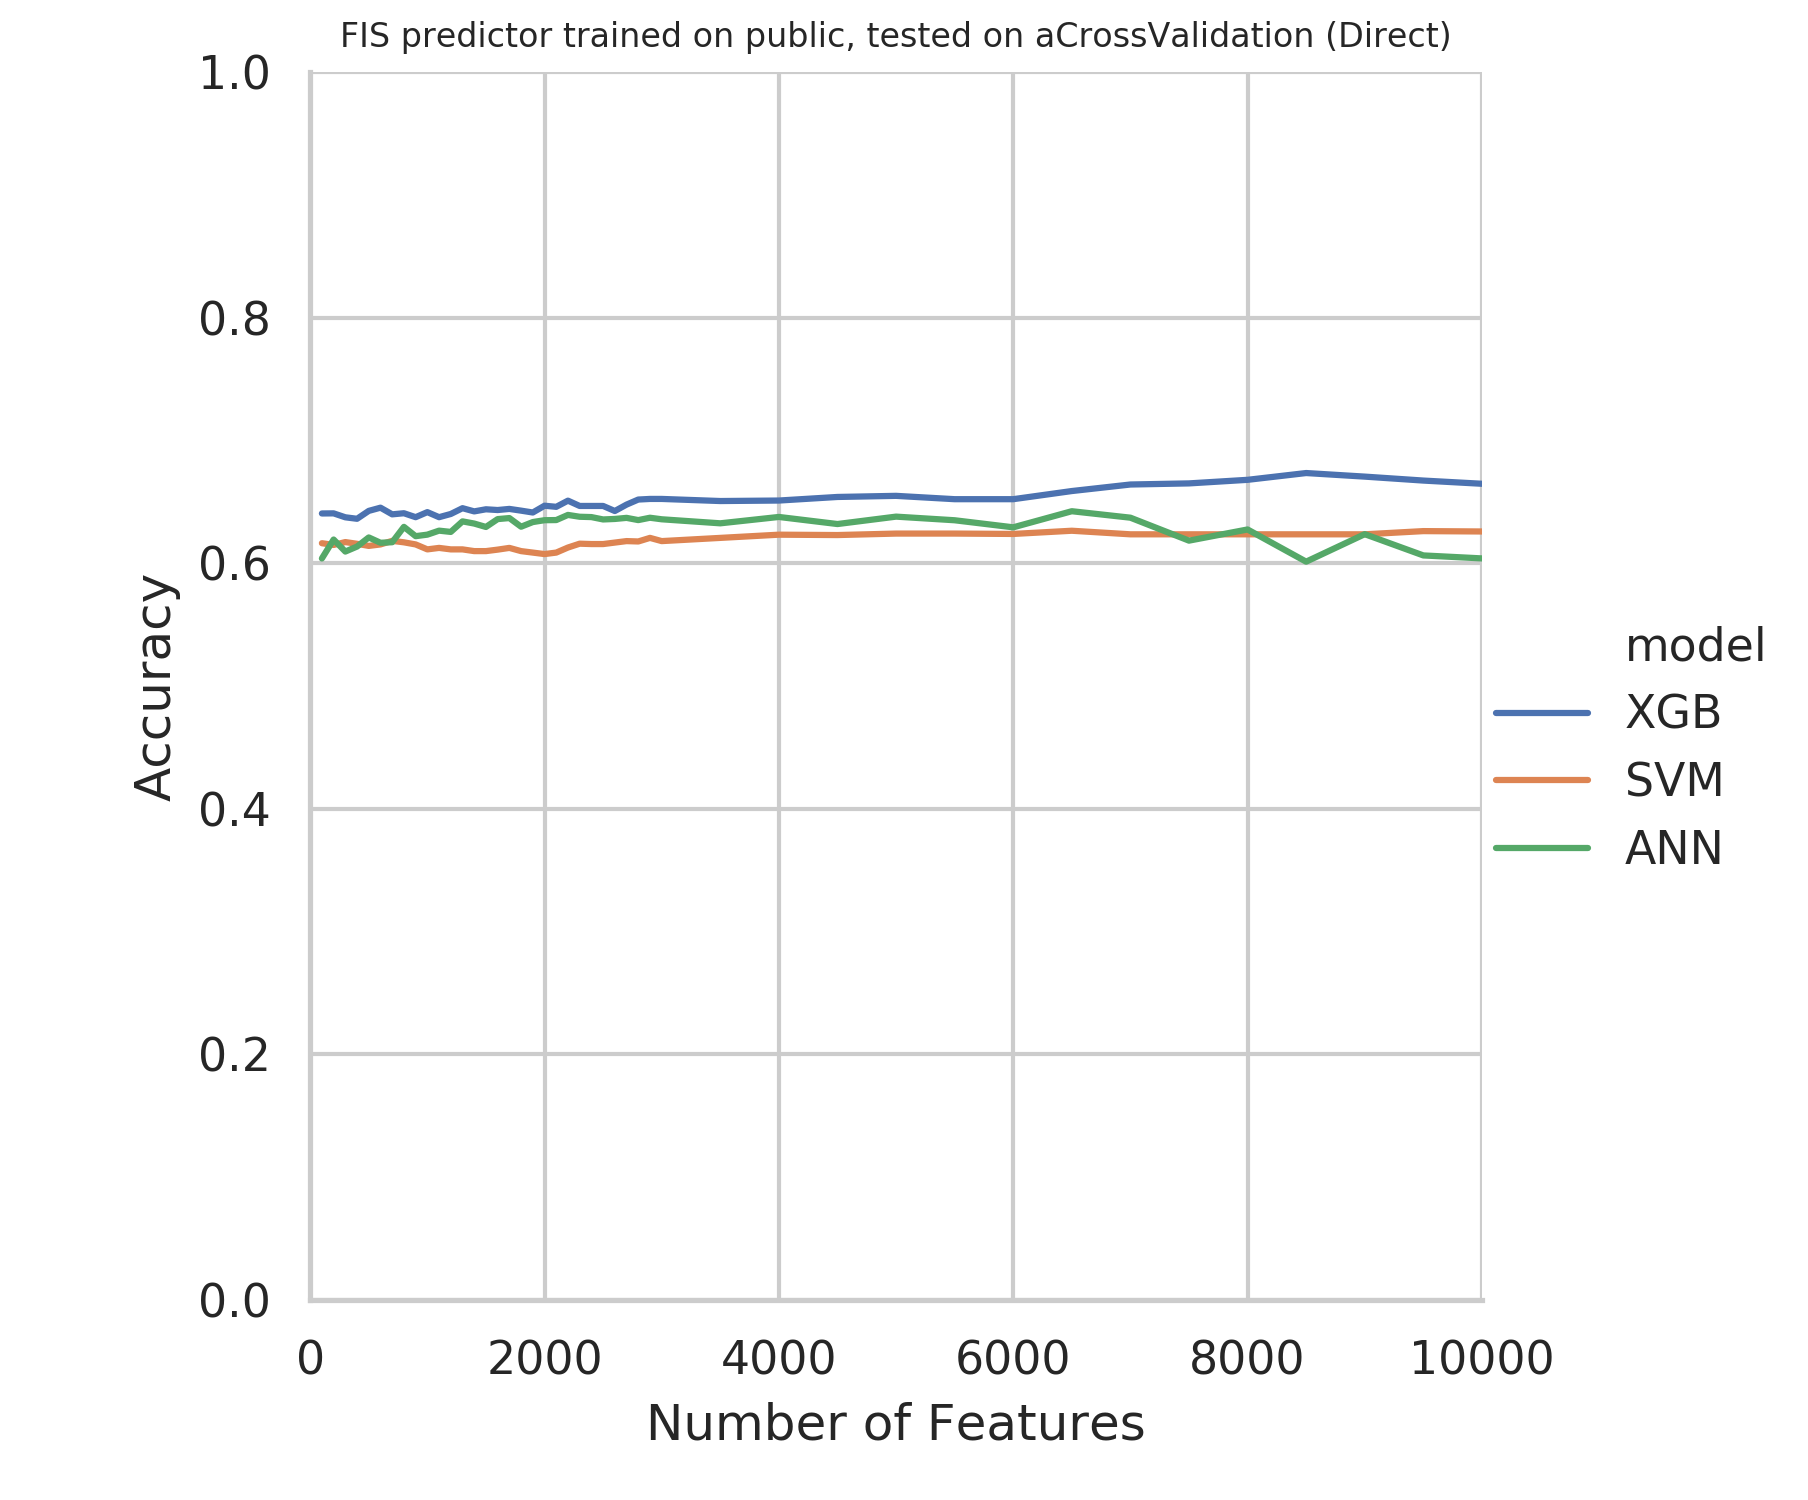 FIS predictor trained on public, tested on aCrossValidation (Direct)
1.0
0.8
0.6
0.4
0.2
0.0
Accuracy
0 2000 4000 6000 8000 10000
Number of Features
model
XGB
SVM
ANN